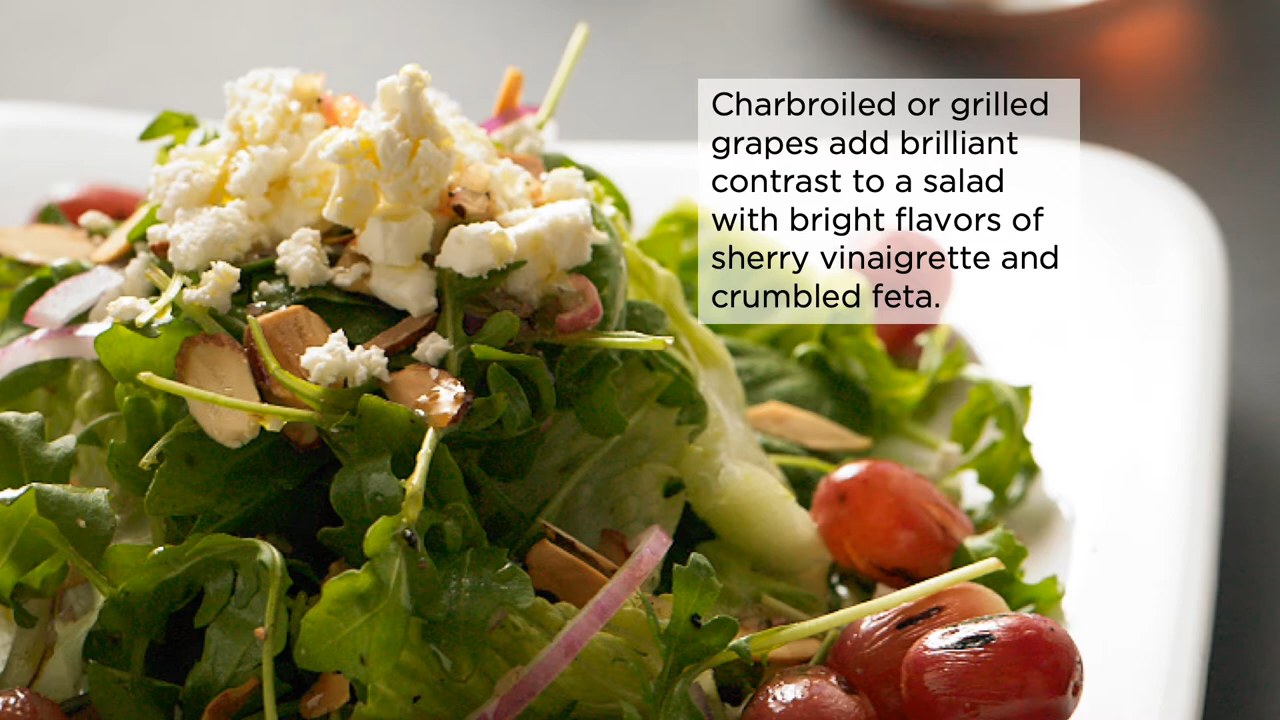 Charbroiled or grilled
grapes add brilliant
contrast to a salad
with bright flavors of
sherry vinaigrette and
crumbled feta.